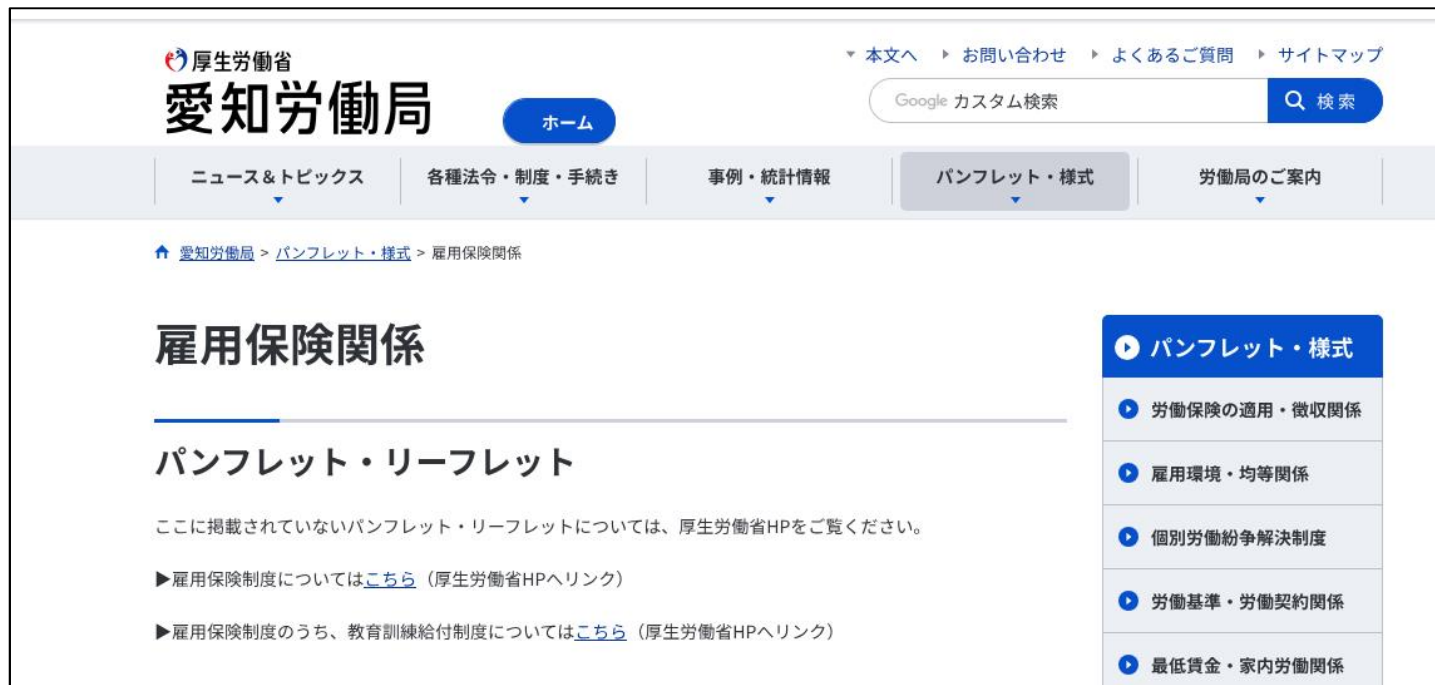 厚生労働省
愛知労働局
ホーム
本文へ お問い合わせ よくあるご質問 サイトマップ
Google カスタム検索 検索
ニュース&トピックス 各種法令・制度・手続き 事例・統計情報 パンフレット・様式 労働局のご案内
愛知労働局 > パンフレット・様式 > 雇用保険関係
雇用保険関係
パンフレット・リーフレット
ここに掲載されていないパンフレット・リーフレットについては、厚生労働省HPをご覧ください。
▶雇用保険制度についてはこちら（厚生労働省HPへリンク）
▶雇用保険制度のうち、教育訓練給付制度についてはこちら（厚生労働省HPへリンク）
パンフレット・様式
労働保険の適用・徴収関係
雇用環境・均等関係
個別労働紛争解決制度
労働基準・労働契約関係
最低賃金・家内労働関係